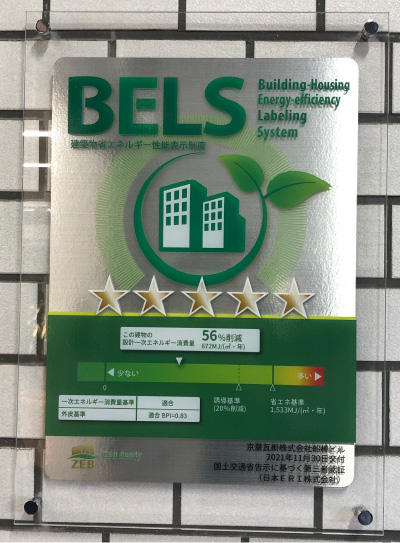 BELS
Building-Housing
Energy-efficiency
Labeling
System
建築物省エネルギー性能表示制度
この建物の
設計一次エネルギー消費量
56%削減
672MJ/(㎡・年)
少ない
多い
0
誘導基準
(20%削減)
省エネ基準
1,533MJ/(㎡・年)
一次エネルギー消費量基準 適合
外皮基準 適合 BPI=0.83
ZEB
ZEB Ready
京葉瓦斯株式会社船橋ビル
2021年11月30日交付
国土交通省告示に基づく第三者認証
(日本ERI株式会社)